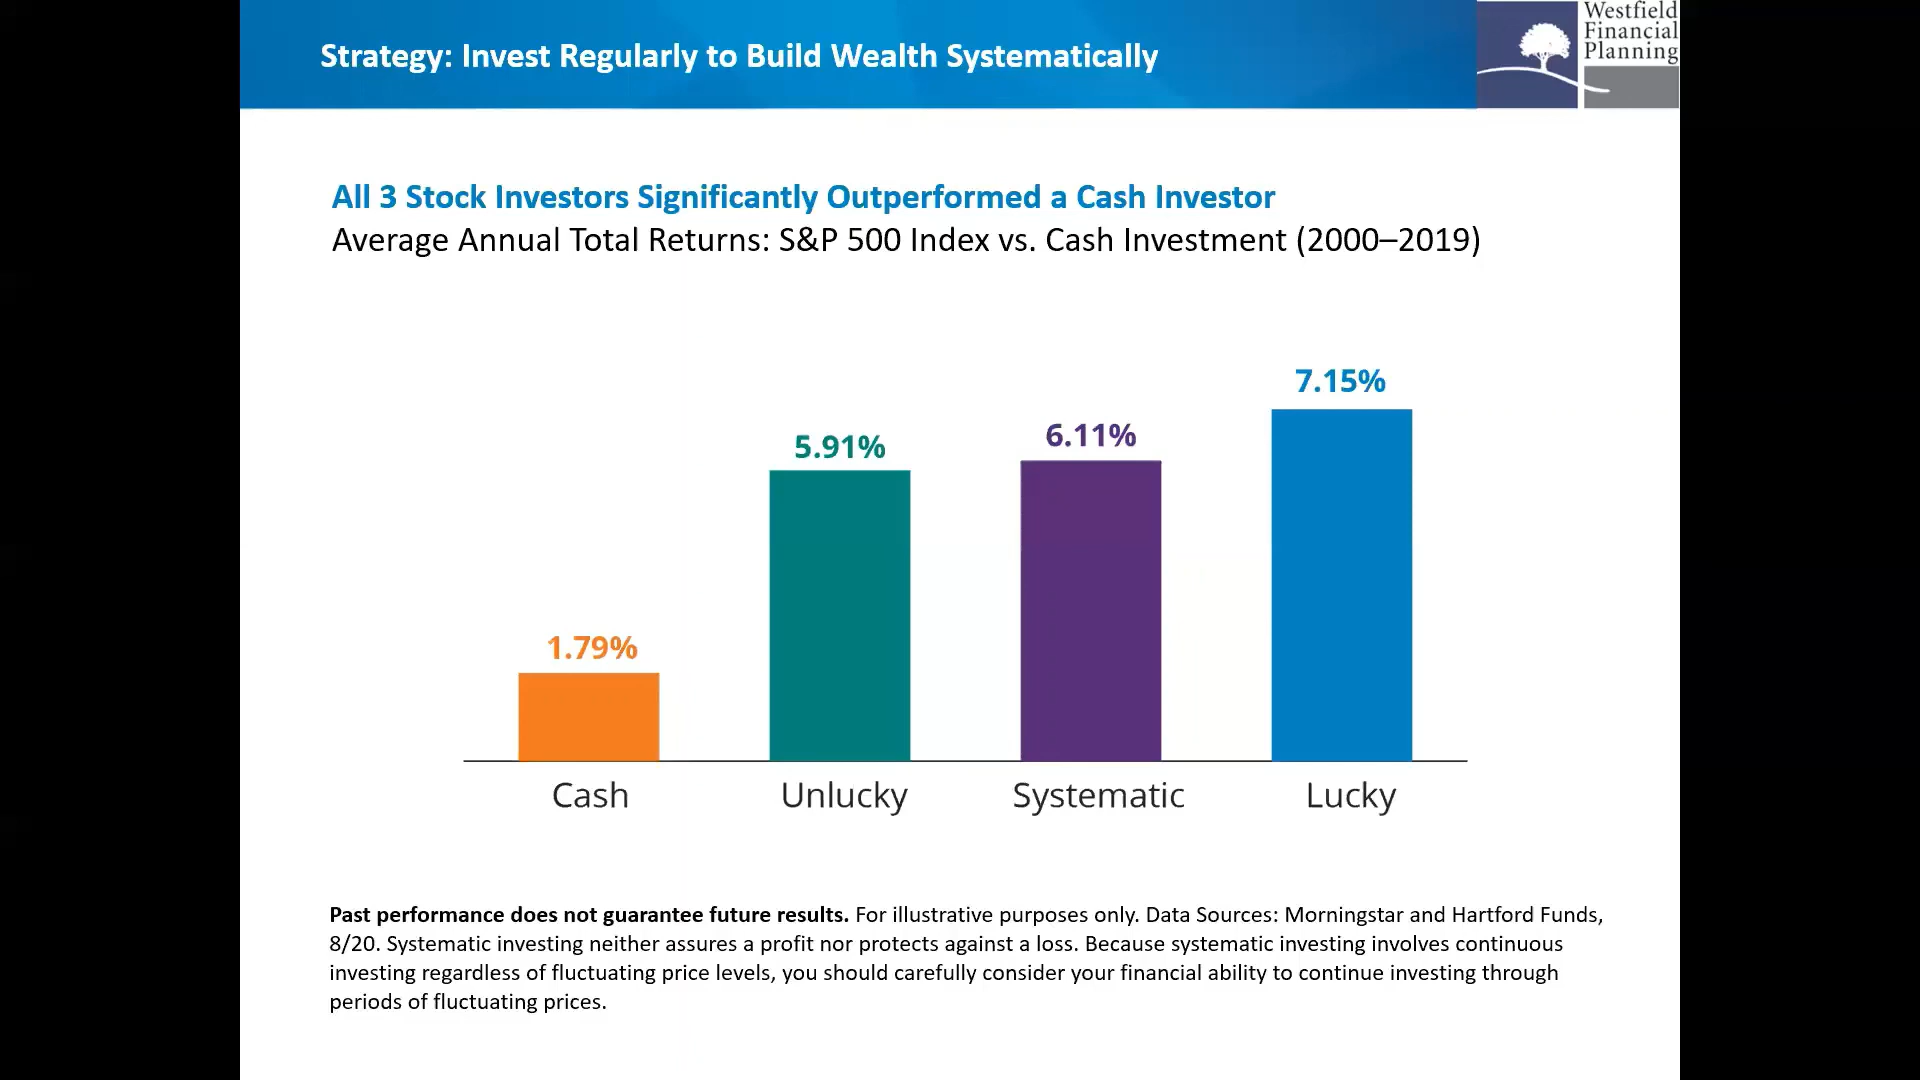 Strategy: Invest Regularly to Build Wealth Systematically
Westfield
Financial
Planning
All 3 Stock Investors Significantly Outperformed a Cash Investor
Average Annual Total Returns: S&P 500 Index vs. Cash Investment (2000–2019)
1.79%
5.91%
6.11%
7.15%
Cash
Unlucky
Systematic
Lucky
Past performance does not guarantee future results. For illustrative purposes only. Data Sources: Morningstar and Hartford Funds,
8/20. Systematic investing neither assures a profit nor protects against a loss. Because systematic investing involves continuous
investing regardless of fluctuating price levels, you should carefully consider your financial ability to continue investing through
periods of fluctuating prices.